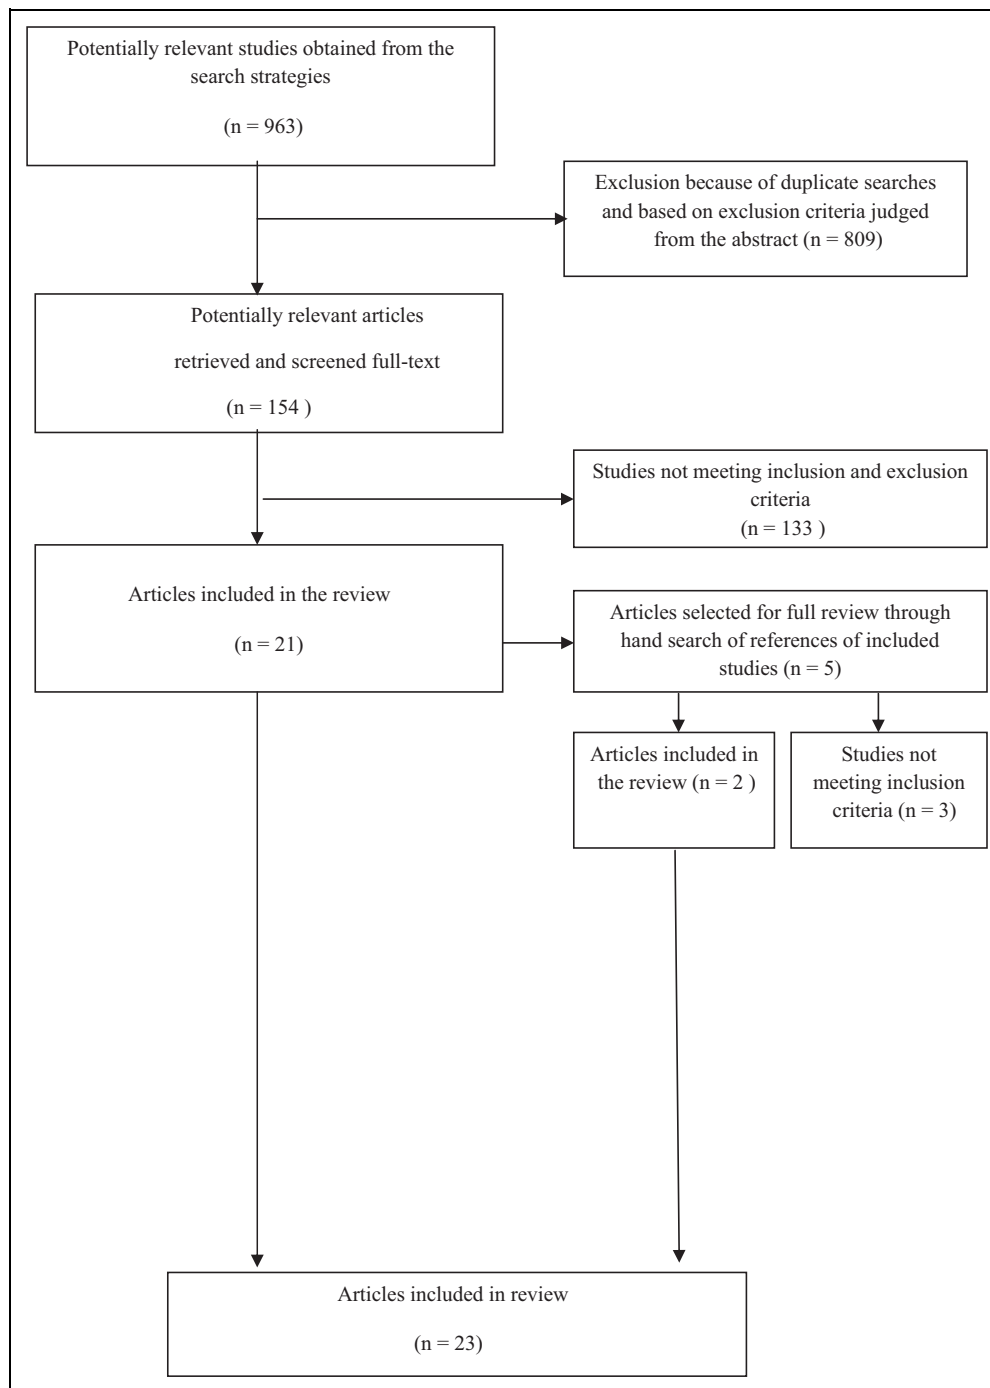 Potentially relevant studies obtained from the
search strategies
(n = 963)
Exclusion because of duplicate searches
and based on exclusion criteria judged
from the abstract (n = 809)
Potentially relevant articles
retrieved and screened full-text
(n = 154 )
Studies not meeting inclusion and exclusion
criteria
(n = 133 )
Articles included in the review
(n = 21)
Articles selected for full review through
hand search of references of included
studies (n = 5)
Articles included in
the review (n = 2 )
Studies not
meeting inclusion
criteria (n = 3)
Articles included in review
(n = 23)